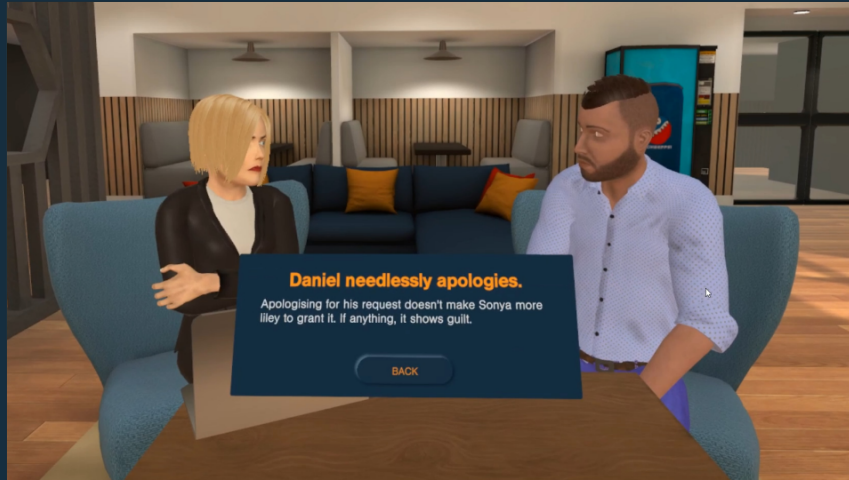 Daniel needlessly apologies.
Apologising for his request doesn't make Sonya more
liley to grant it. If anything, it shows guilt.
BACK